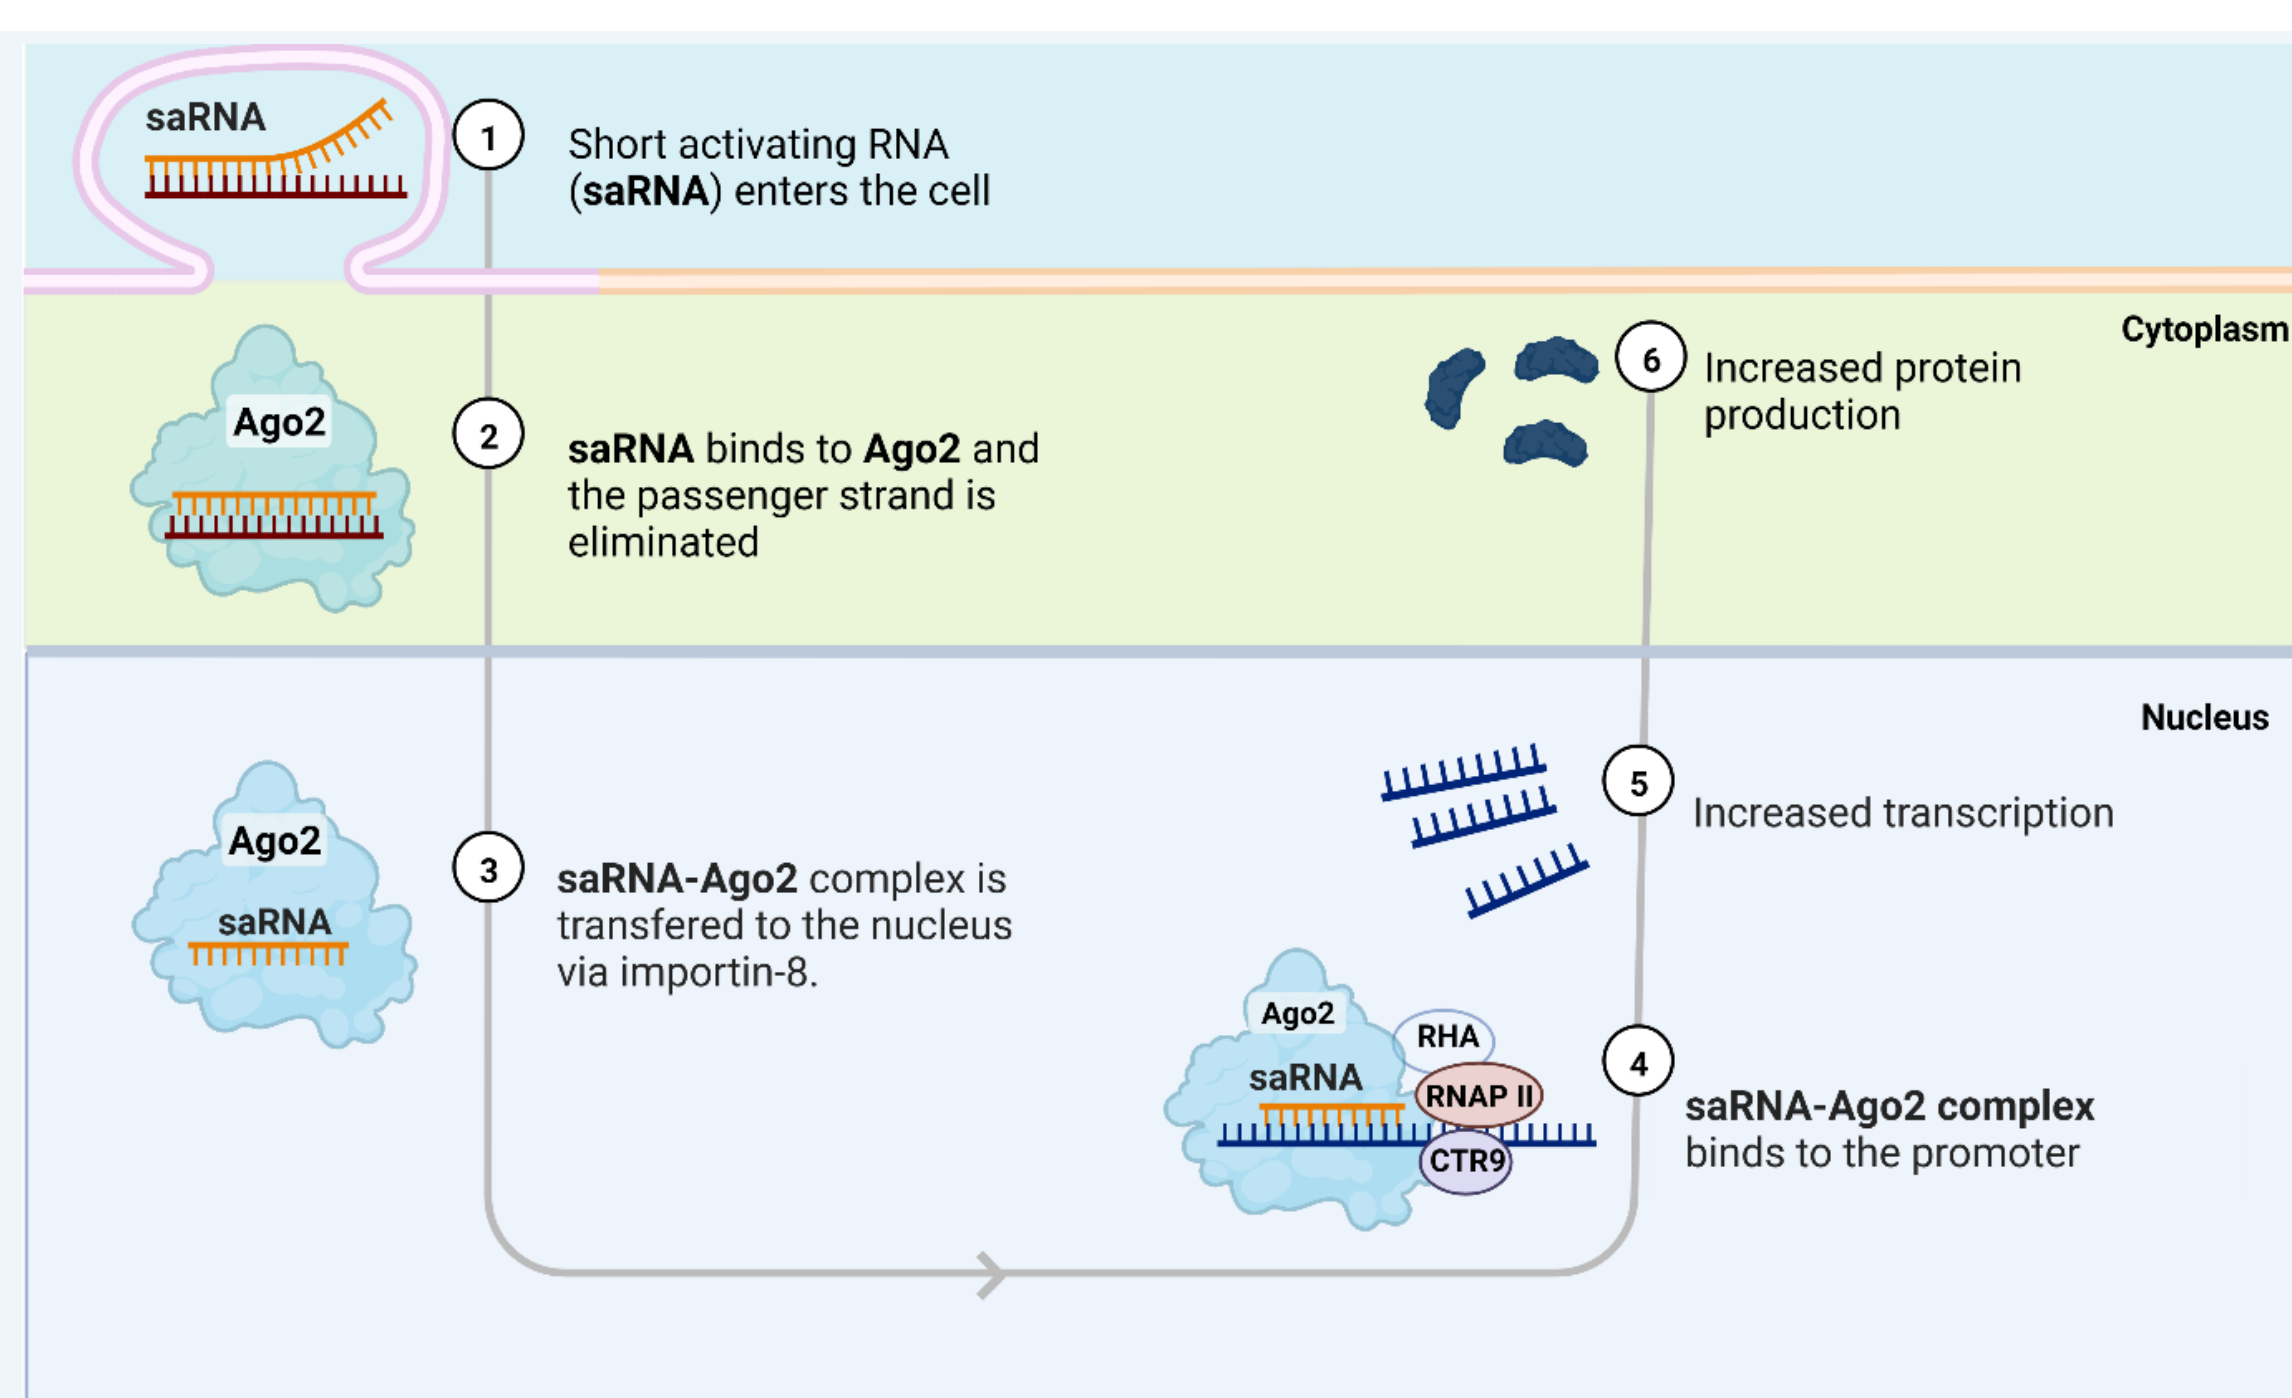 saRNA
1
Short activating RNA
(saRNA) enters the cell
Cytoplasm
Ago2
2
saRNA binds to Ago2 and
the passenger strand is
eliminated
6
Increased protein
production
Nucleus
Ago2
saRNA
3
saRNA-Ago2 complex is
transfered to the nucleus
via importin-8.
5
Increased transcription
Ago2
saRNA
RHA
RNAP II
CTR9
4
saRNA-Ago2 complex
binds to the promoter